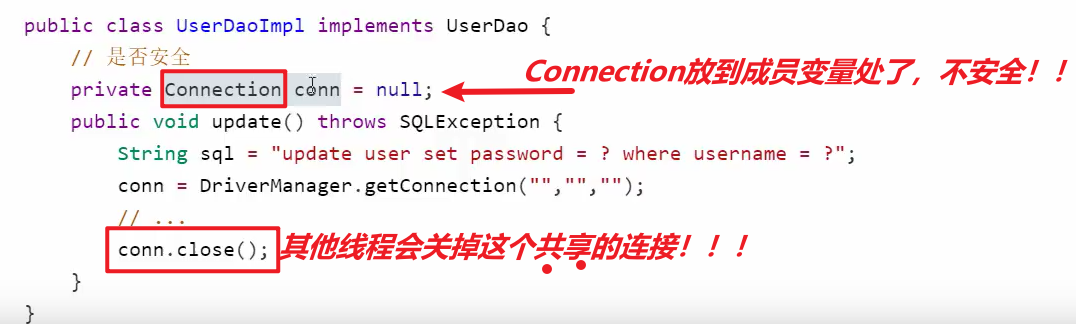 public class UserDaoImpl implements UserDao {
// 是否安全
private Connection conn = null; Connection放到成员变量处了，不安全！！
public void update() throws SQLException {
String sql = "update user set password = ? where username = ?";
conn = DriverManager.getConnection("","","");
// ...
conn.close(); 其他线程会关掉这个共享的连接！！！
}
}